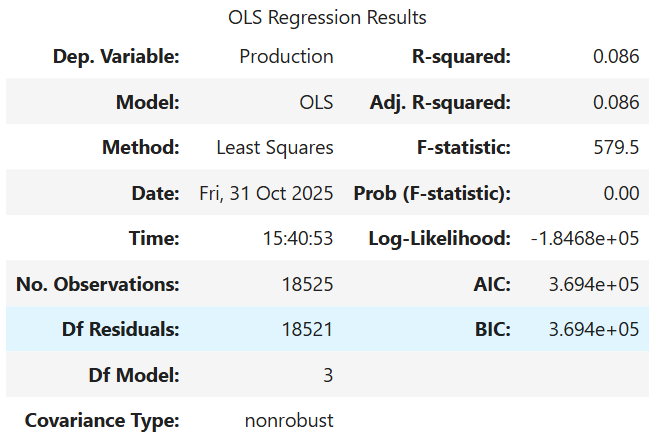 OLS Regression Results
Dep. Variable: Production R-squared: 0.086
Model: OLS Adj. R-squared: 0.086
Method: Least Squares F-statistic: 579.5
Date: Fri, 31 Oct 2025 Prob (F-statistic): 0.00
Time: 15:40:53 Log-Likelihood: -1.8468e+05
No. Observations: 18525 AIC: 3.694e+05
Df Residuals: 18521 BIC: 3.694e+05
Df Model: 3
Covariance Type: nonrobust